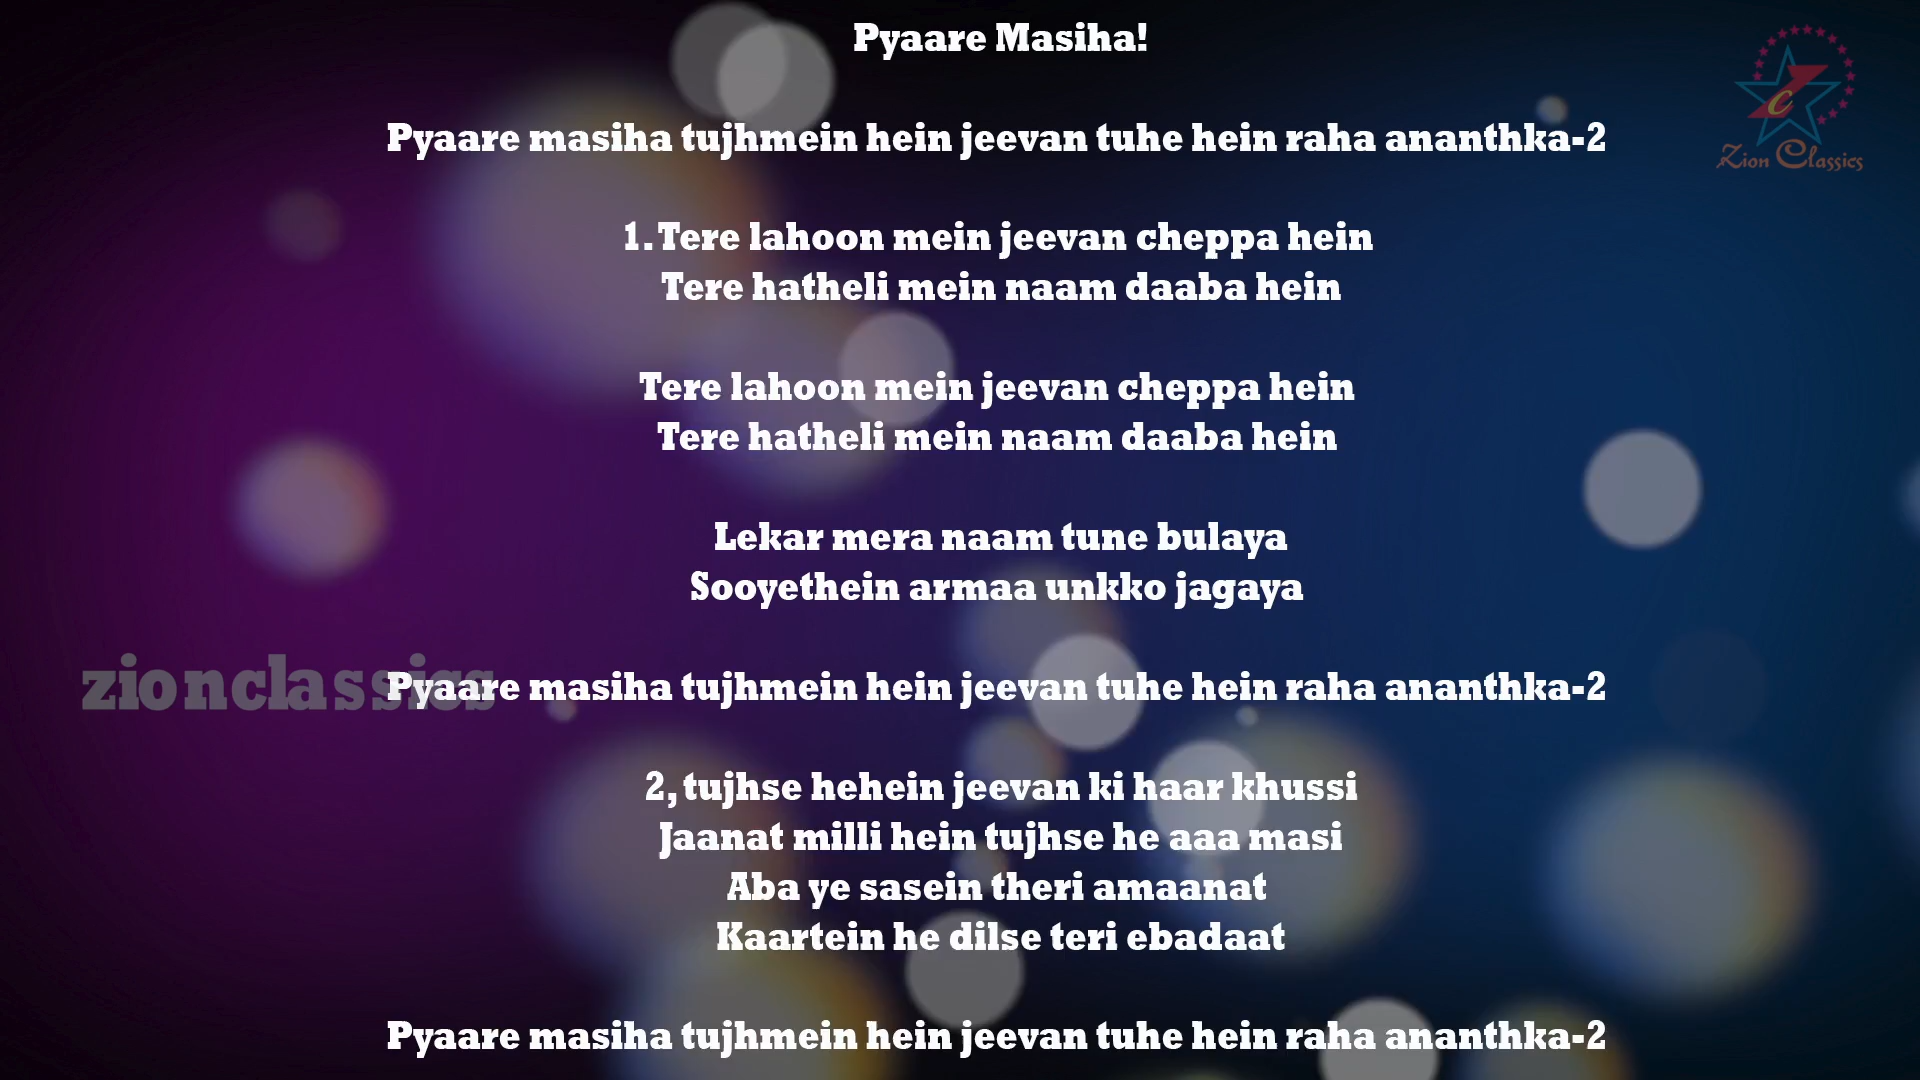 Pyaare Masiha!
Zion Classics
Pyaare masiha tujhmein hein jeevan tuhe hein raha ananthka-2
1.Tere lahoon mein jeevan cheppa hein
Tere hatheli mein naam daaba hein
Tere lahoon mein jeevan cheppa hein
Tere hatheli mein naam daaba hein
Lekar mera naam tune bulaya
Sooyethein armaa unkko jagaya
zionclassics
Pyaare masiha tujhmein hein jeevan tuhe hein raha ananthka-2
2,tujhse hehein jeevan ki haar khussi
Jaanat milli hein tujhse he aaa masi
Aba ye sasein theri amaanat
Kaartein he dilse teri ebadaat
Pyaare masiha tujhmein hein jeevan tuhe hein raha ananthka-2